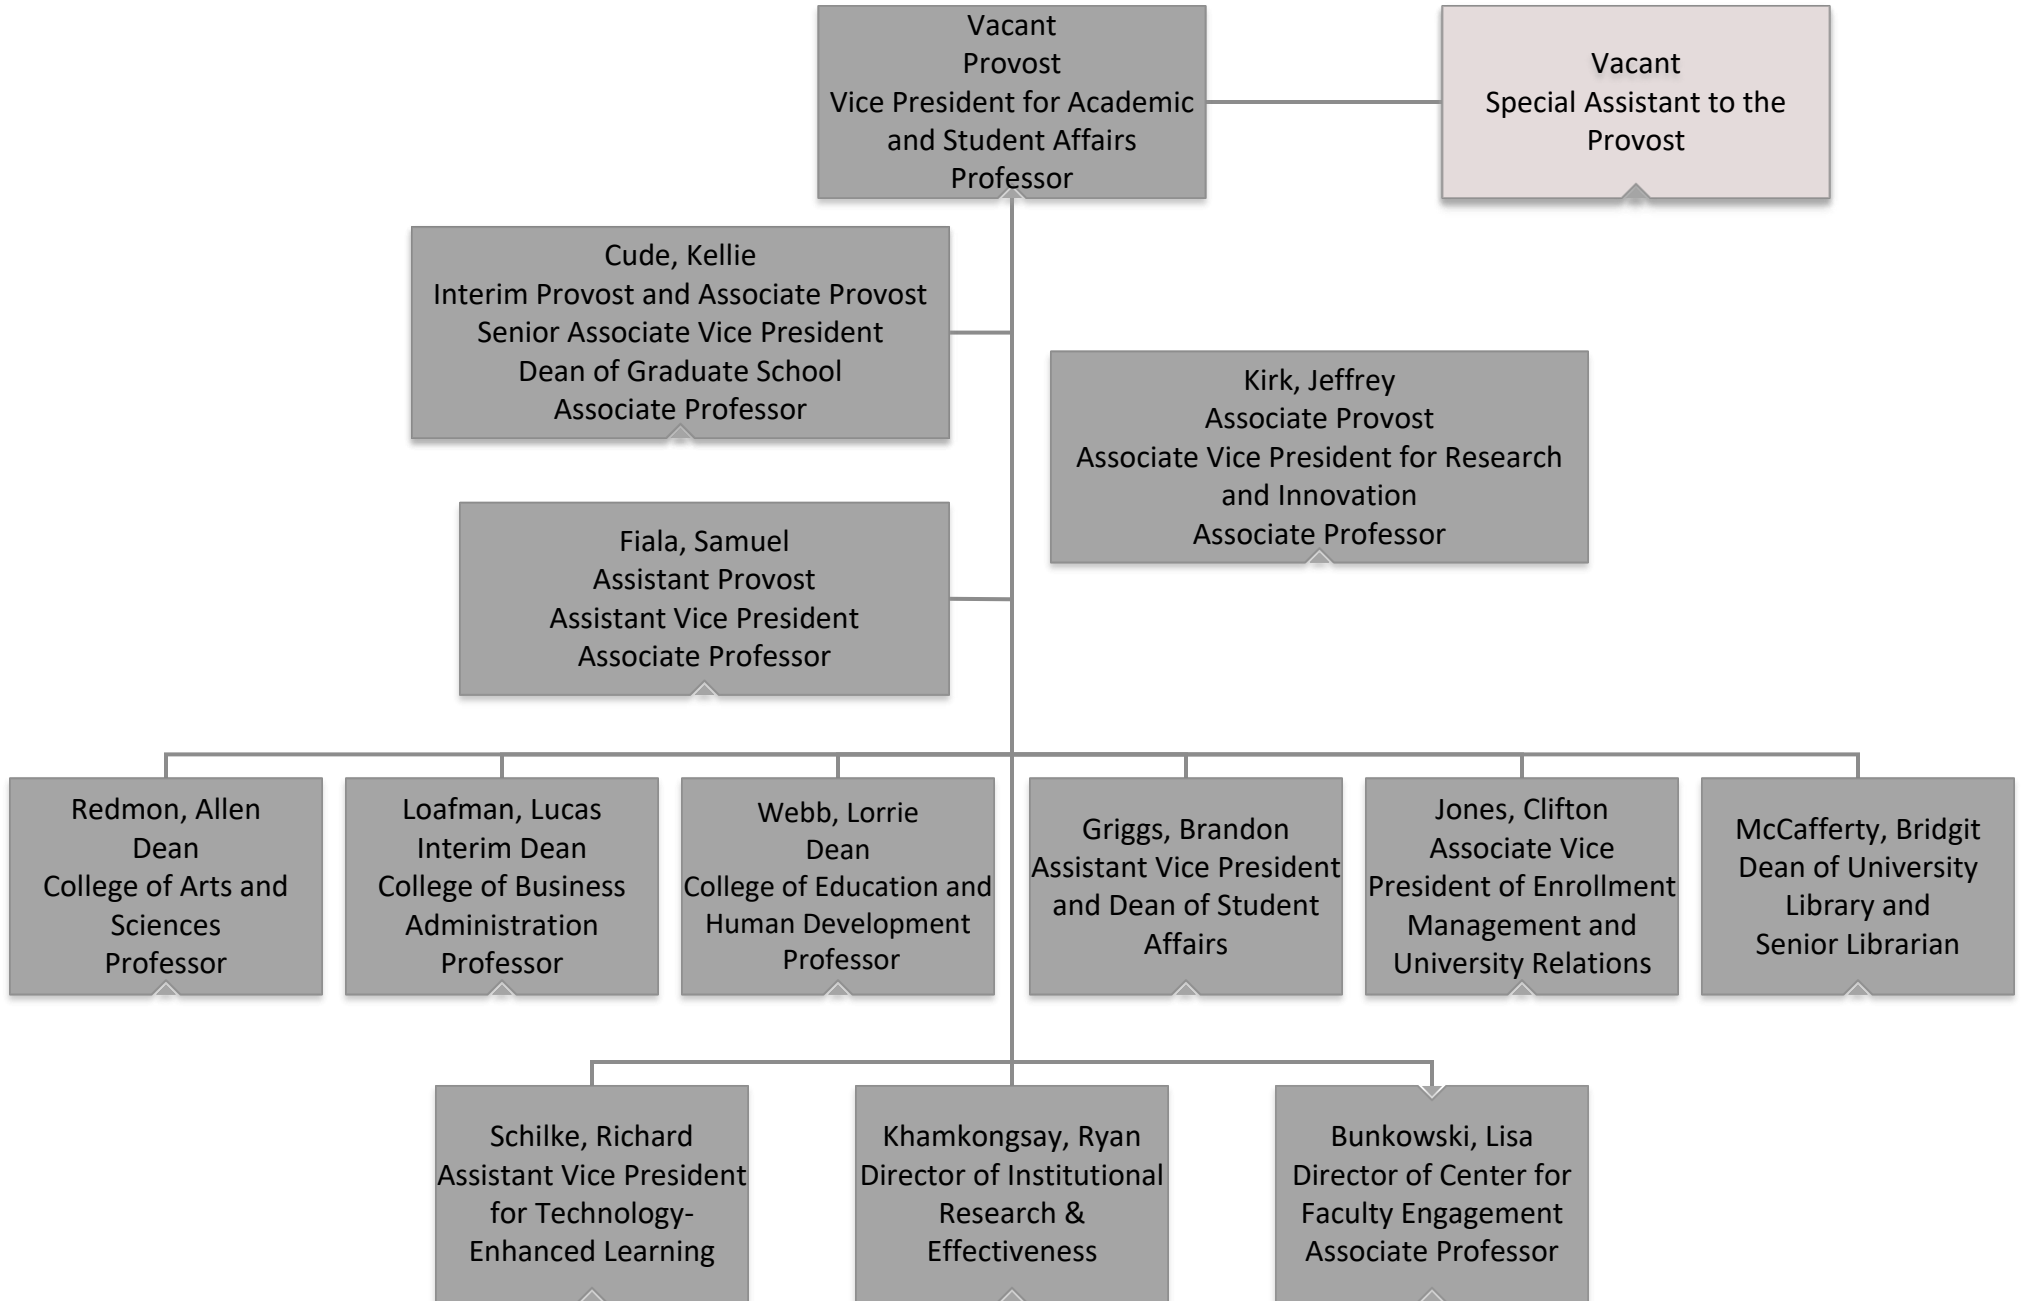 Vacant
Provost
Vice President for Academic
and Student Affairs
Professor
Vacant
Special Assistant to the
Provost
Cude, Kellie
Interim Provost and Associate Provost
Senior Associate Vice President
Dean of Graduate School
Associate Professor
Kirk, Jeffrey
Associate Provost
Associate Vice President for Research
and Innovation
Associate Professor
Fiala, Samuel
Assistant Provost
Assistant Vice President
Associate Professor
Redmon, Allen
Dean
College of Arts and
Sciences
Professor
Loafman, Lucas
Interim Dean
College of Business
Administration
Professor
Webb, Lorrie
Dean
College of Education and
Human Development
Professor
Griggs, Brandon
Assistant Vice President
and Dean of Student
Affairs
Jones, Clifton
Associate Vice
President of Enrollment
Management and
University Relations
McCafferty, Bridgit
Dean of University
Library and
Senior Librarian
Schilke, Richard
Assistant Vice President
for Technology-
Enhanced Learning
Khamkongsay, Ryan
Director of Institutional
Research &
Effectiveness
Bunkowski, Lisa
Director of Center for
Faculty Engagement
Associate Professor